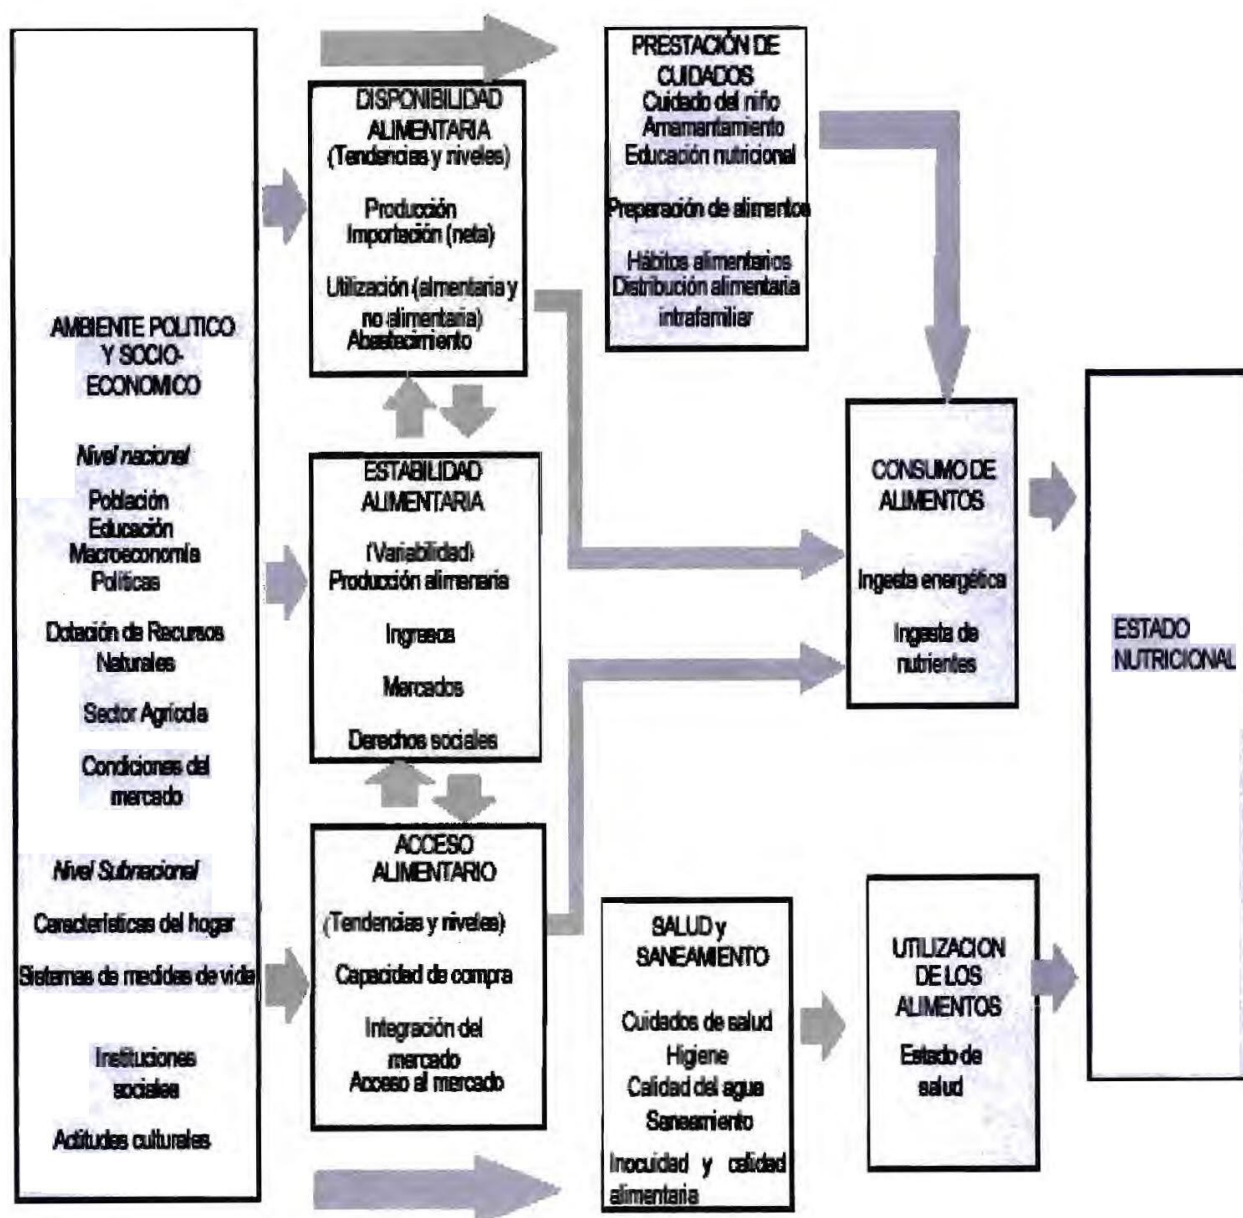 AMBIENTE POLITICO
Y SOCIO-
ECONOMICO
Nivel nacional
Población
Educación
Macroeconomía
Políticas
Dotación de Recursos
Naturales
Sector Agrícola
Condiciones del
mercado
Nivel Subnacional
Características del hogar
Sistemas de medidas de vida
Instituciones
sociales
Actitudes culturales
DISPONIBILIDAD
ALIMENTARIA
(Tendencias y niveles)
Producción
Importación (neta)
Utilización (almentaria y
no alimentaria)
Abastecimiento
ESTABILIDAD
ALIMENTARIA
(Variabilidad)
Producción alimenaria
Ingresos
Mercados
Derechos sociales
ACCESO
ALIMENTARIO
(Tendencias y niveles)
Capacidad de compra
Integración del
mercado
Acceso al mercado
PRESTACIÓN DE
CUIDADOS
Cuidado del niño
Amamantamiento
Educación nutricional
Preparación de alimentos
Hábitos alimentarios
Distribución alimentaria
intrafamiliar
SALUD y
SANEAMIENTO
Cuidados de salud
Higiene
Calidad del agua
Saneamiento
Inocuidad y calidad
alimentaria
CONSUMO DE
ALIMENTOS
Ingesta energética
Ingesta de
nutrientes
UTILIZACION
DE LOS
ALIMENTOS
Estado de
salud
ESTADO
NUTRICIONAL